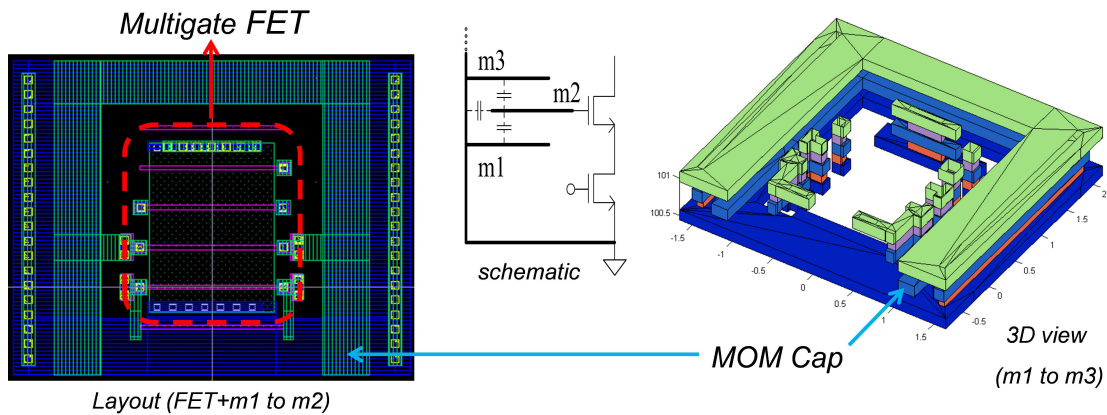 Multigate FET
m3
m2
m1
schematic
Layout (FET+m1 to m2)
MOM Cap
3D view
(m1 to m3)
101
100.5
-1.5
-1
-0.5
0
0.5
1
1.5
-0.5
0
0.5
1
1.5
2